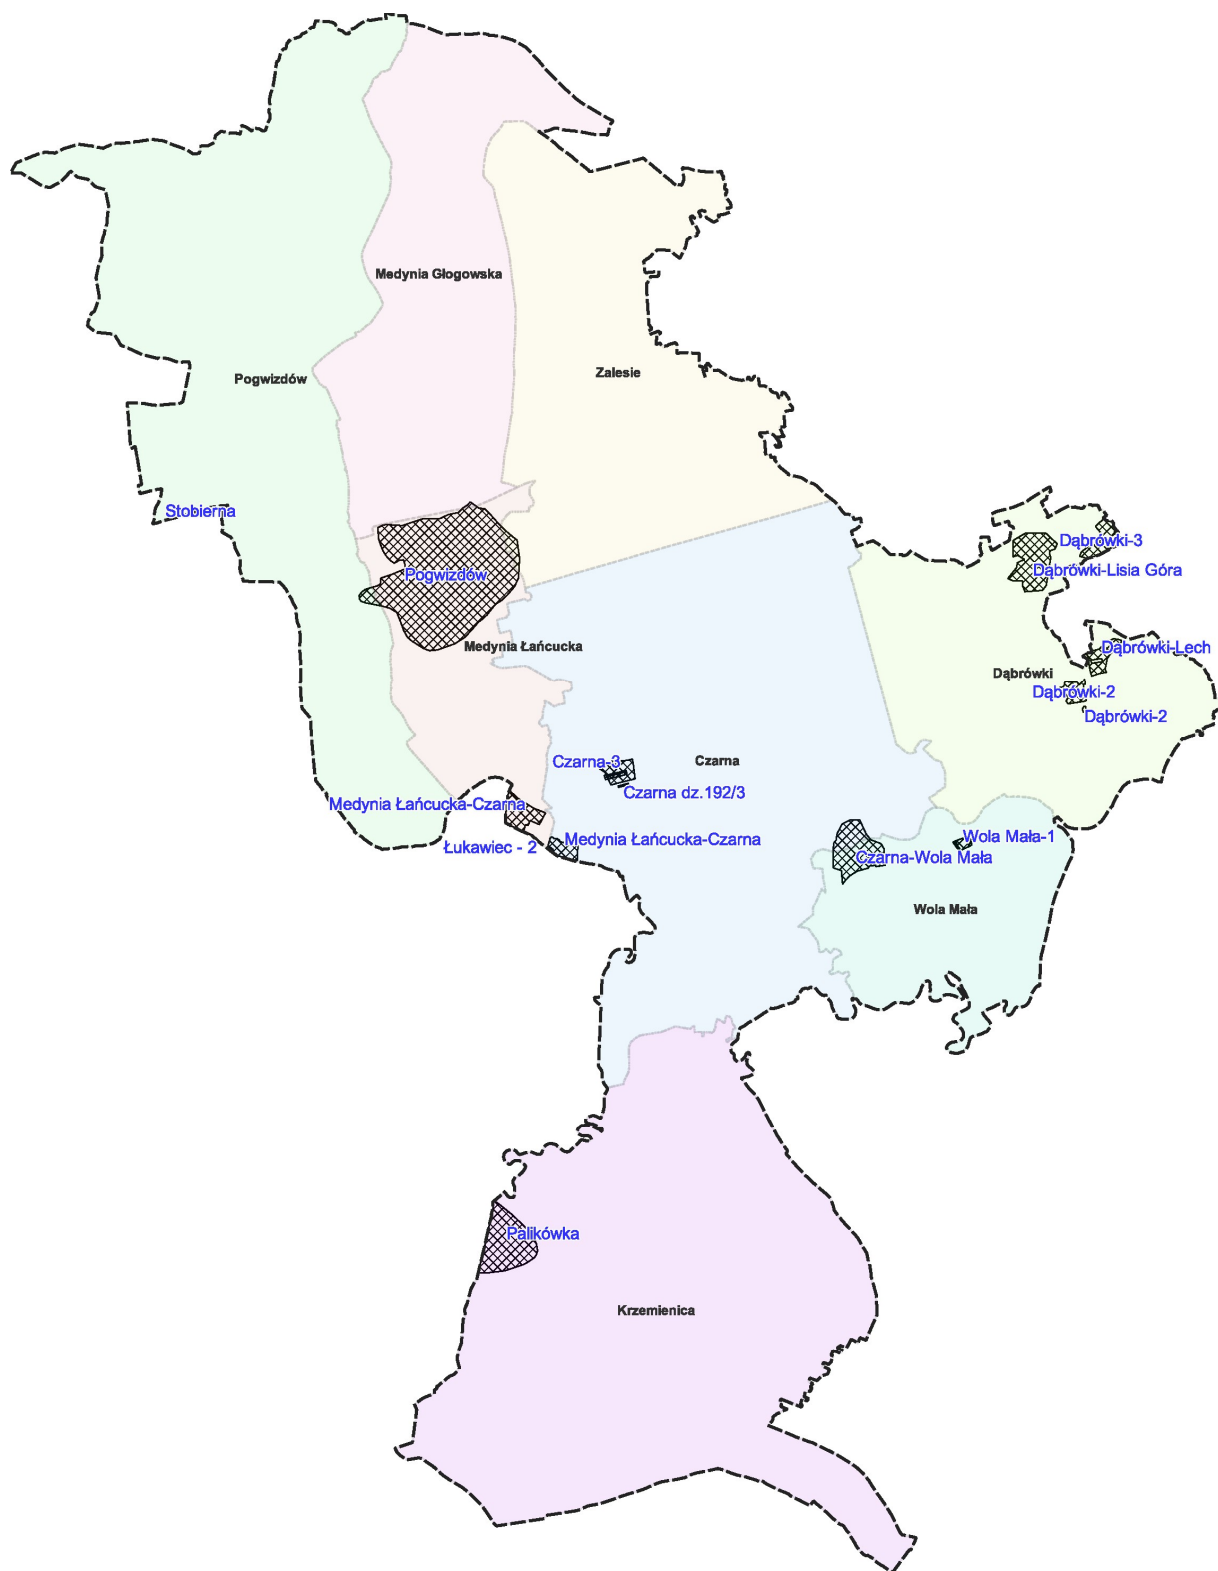 Medynia Głogowska
Zalesie
Pogwizdów
Stobierna
Dąbrówki-3
Dąbrówki-Lisia Góra
Pogwizdów
Medynia Łańcucka
Dąbrówki-Lech
Dąbrówki
Dąbrówki-2
Dąbrówki-2
Czarna-3
Czarna
Czarna dz.192/3
Medynia Łańcucka-Czarna
Wola Mała-1
Medynia Łańcucka-Czarna
Łukawiec - 2
Czarna-Wola Mała
Wola Mała
Palikówka
Krzemienica